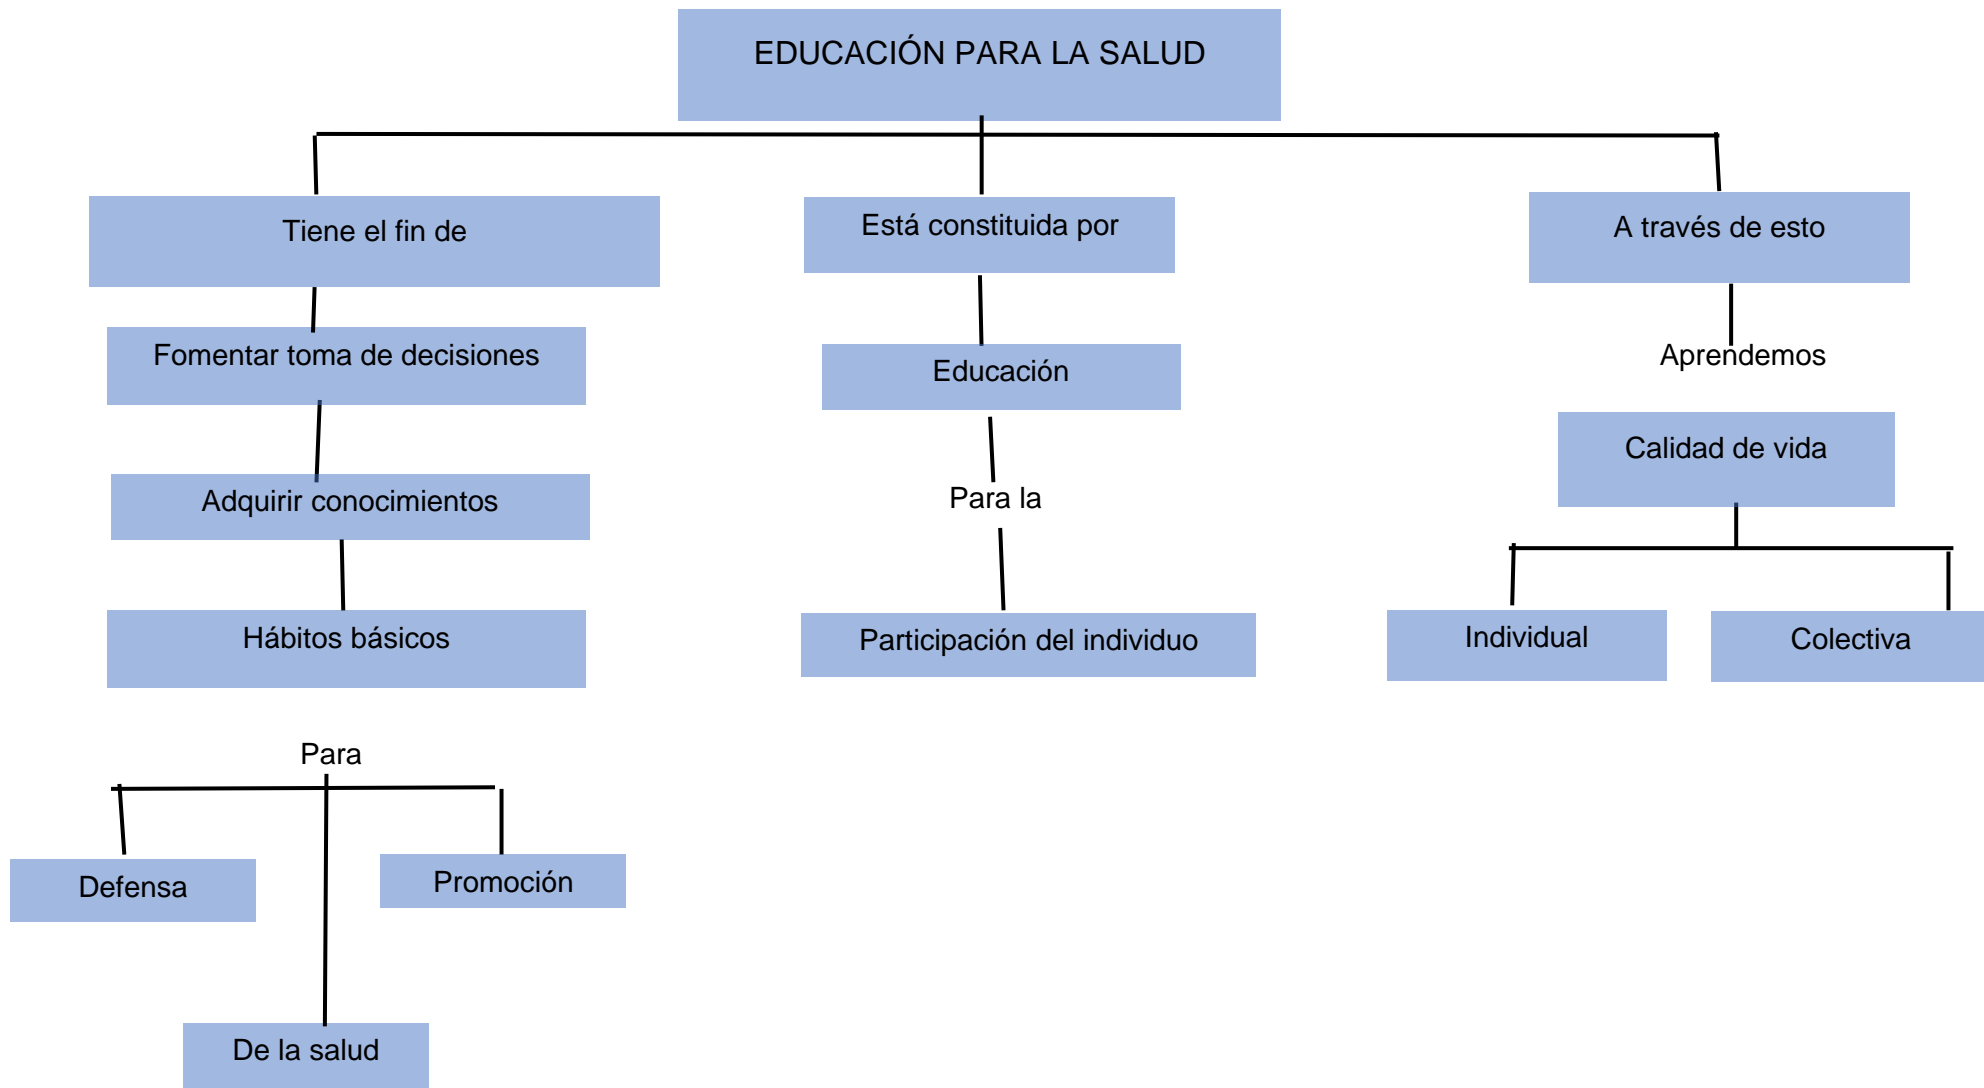 EDUCACIÓN PARA LA SALUD
Tiene el fin de
Está constituida por
A través de esto
Fomentar toma de decisiones
Educación
Aprendemos
Calidad de vida
Adquirir conocimientos
Para la
Hábitos básicos
Participación del individuo
Individual
Colectiva
Para
Defensa
Promoción
De la salud